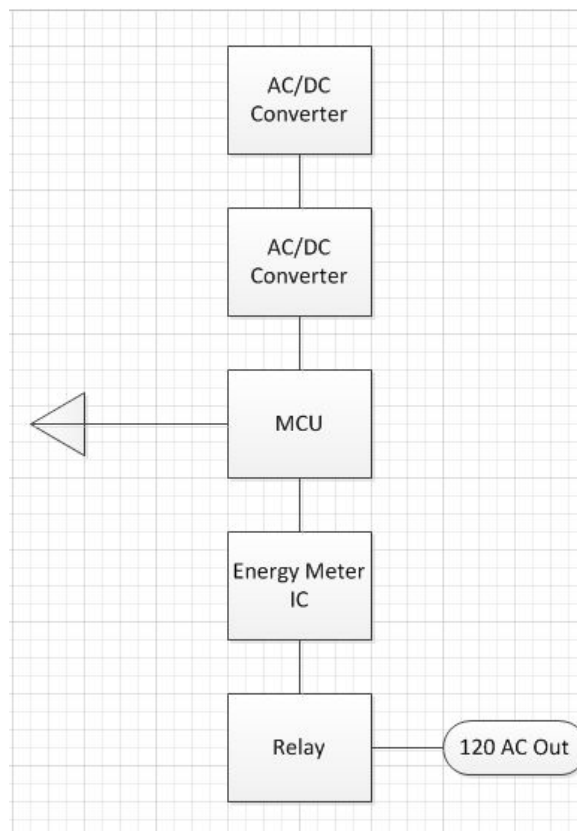 AC/DC
Converter
AC/DC
Converter
MCU
Energy Meter
IC
Relay
120 AC Out